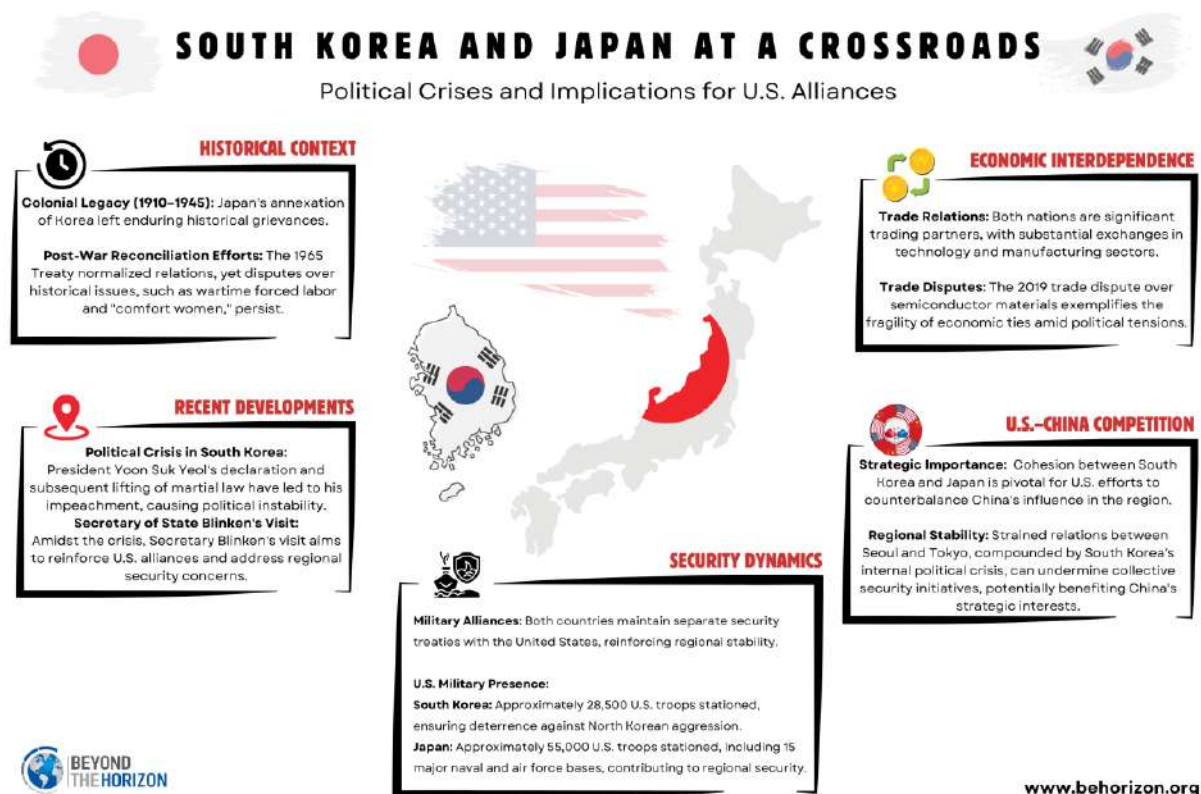 SOUTH KOREA AND JAPAN AT A CROSSROADS
Political Crises and Implications for U.S. Alliances
HISTORICAL CONTEXT
Colonial Legacy (1910–1945): Japan's annexation
of Korea left enduring historical grievances.
Post-War Reconciliation Efforts: The 1965
Treaty normalized relations, yet disputes over
historical issues, such as wartime forced labor
and "comfort women," persist.
RECENT DEVELOPMENTS
Political Crisis in South Korea:
President Yoon Suk Yeol's declaration and
subsequent lifting of martial law have led to his
impeachment, causing political instability.
Secretary of State Blinken's Visit:
Amidst the crisis, Secretary Blinken's visit aims
to reinforce U.S. alliances and address regional
security concerns.
SECURITY DYNAMICS
Military Alliances: Both countries maintain separate security
treaties with the United States, reinforcing regional stability.
U.S. Military Presence:
South Korea: Approximately 28,500 U.S. troops stationed,
ensuring deterrence against North Korean aggression.
Japan: Approximately 55,000 U.S. troops stationed, including 15
major naval and air force bases, contributing to regional security.
ECONOMIC INTERDEPENDENCE
Trade Relations: Both nations are significant
trading partners, with substantial exchanges in
technology and manufacturing sectors.
Trade Disputes: The 2019 trade dispute over
semiconductor materials exemplifies the
fragility of economic ties amid political tensions.
U.S.–CHINA COMPETITION
Strategic Importance: Cohesion between South
Korea and Japan is pivotal for U.S. efforts to
counterbalance China's influence in the region.
Regional Stability: Strained relations between
Seoul and Tokyo, compounded by South Korea's
internal political crisis, can undermine collective
security initiatives, potentially benefiting China's
strategic interests.
BEYOND
THE HORIZON
www.behorizon.org